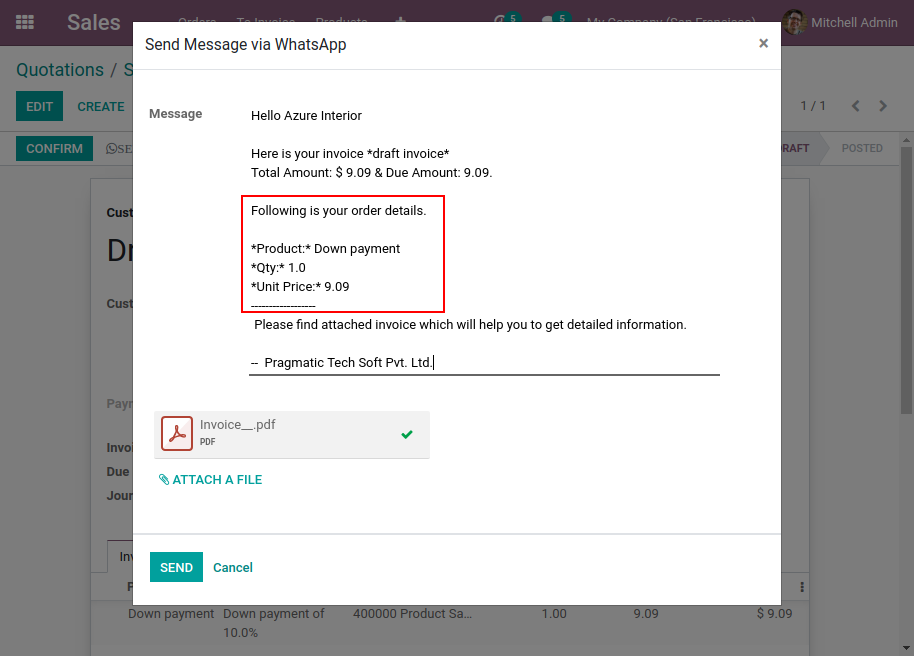 Sales
Orders To Invoice Products + 5 5 My Company (San Francisco) Mitchell Admin
Send Message via WhatsApp ×
Quotations / S
EDIT CREATE 1 / 1
CONFIRM SE RAFT POSTED
Message
Hello Azure Interior
Here is your invoice *draft invoice*
Total Amount: $ 9.09 & Due Amount: 9.09.
Following is your order details.
*Product:* Down payment
*Qty:* 1.0
*Unit Price:* 9.09
------------------
Please find attached invoice which will help you to get detailed information.
-- Pragmatic Tech Soft Pvt. Ltd.
Cust
Dr
Cust
Payn
Invoi
Due
Jour
Invoice__.pdf
PDF
ATTACH A FILE
Inv
SEND Cancel
P
Down payment Down payment of 400000 Product Sa... 1.00 9.09 $ 9.09
10.0%